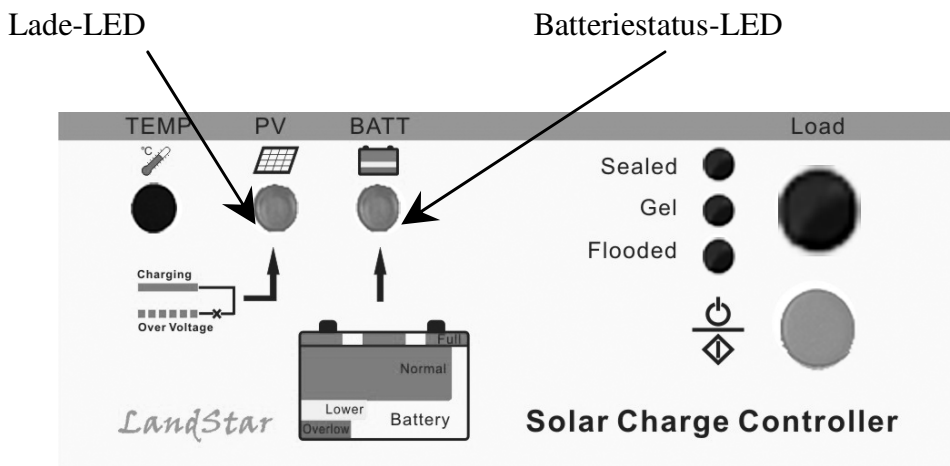 Lade-LED
Batteriestatus-LED
TEMP PV BATT Load
°C
Sealed
Gel
Flooded
Charging
Over Voltage
Full
Normal
Lower
Battery
Overlow
LandStar
Solar Charge Controller